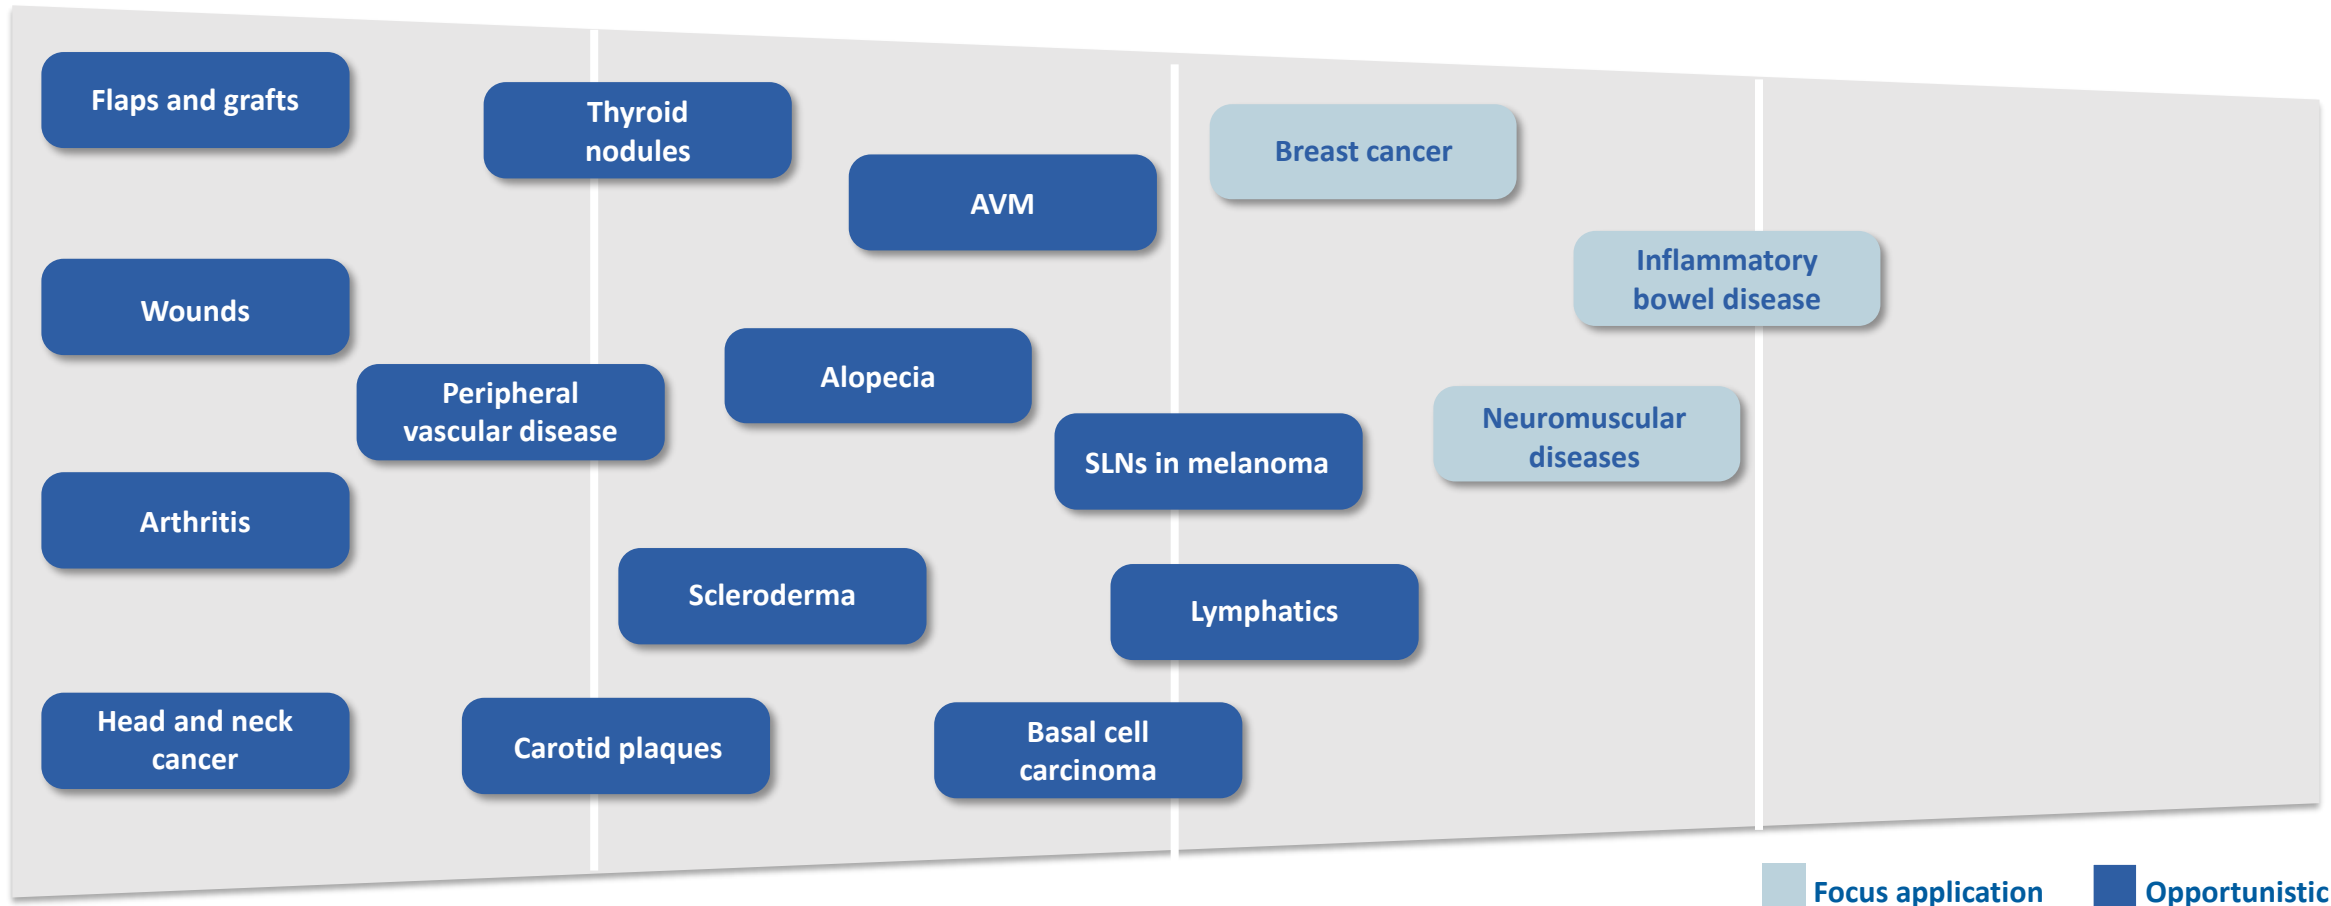 Flaps and grafts
Thyroid
nodules
AVM
Breast cancer
Wounds
Inflammatory
bowel disease
Peripheral
vascular disease
Alopecia
Neuromuscular
diseases
SLNs in melanoma
Arthritis
Scleroderma
Lymphatics
Head and neck
cancer
Carotid plaques
Basal cell
carcinoma
Focus application
Opportunistic